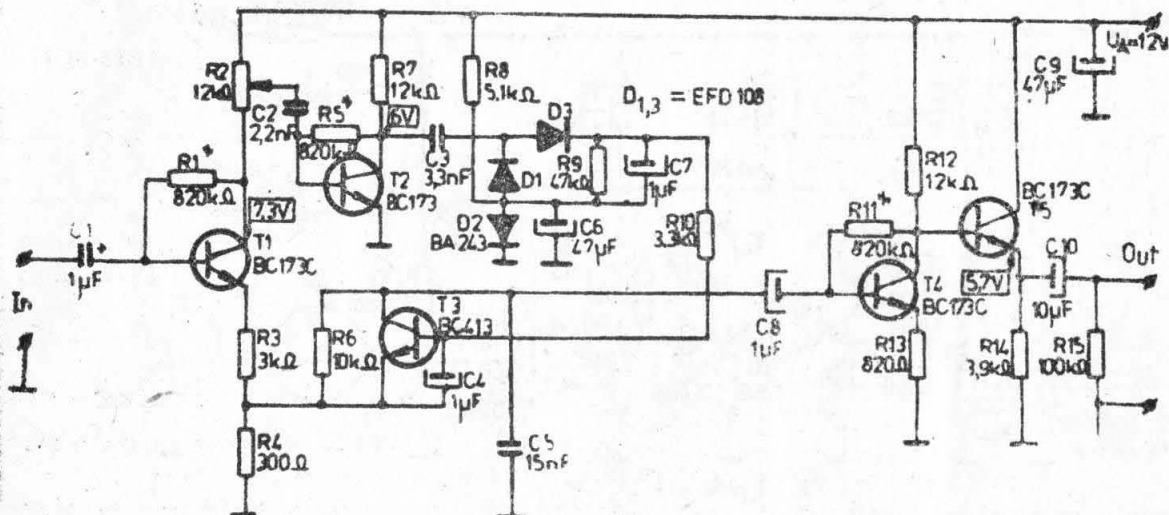 R2
12kΩ
C2
2,2nF
R5*
820kΩ
R7
12kΩ
6V
T2
BC173
C3
3,3nF
R8
5,1kΩ
D1,3 = EFD 108
D3
D1
D2
BA 243
R9
47kΩ
C7
1µF
C6
47µF
R10
3,3kΩ
R1*
820kΩ
7,3V
T1
BC173C
C1
+
1µF
In
R3
3kΩ
R4
300Ω
R6
10kΩ
T3
BC413
C4
1µF
C5
15nF
C8
1µF
R11*
820kΩ
R12
12kΩ
BC173C
T5
5,7V
T4
BC173C
R13
820Ω
R14
3,9kΩ
C10
10µF
R15
100kΩ
Out
C9
47µF
UA=12V